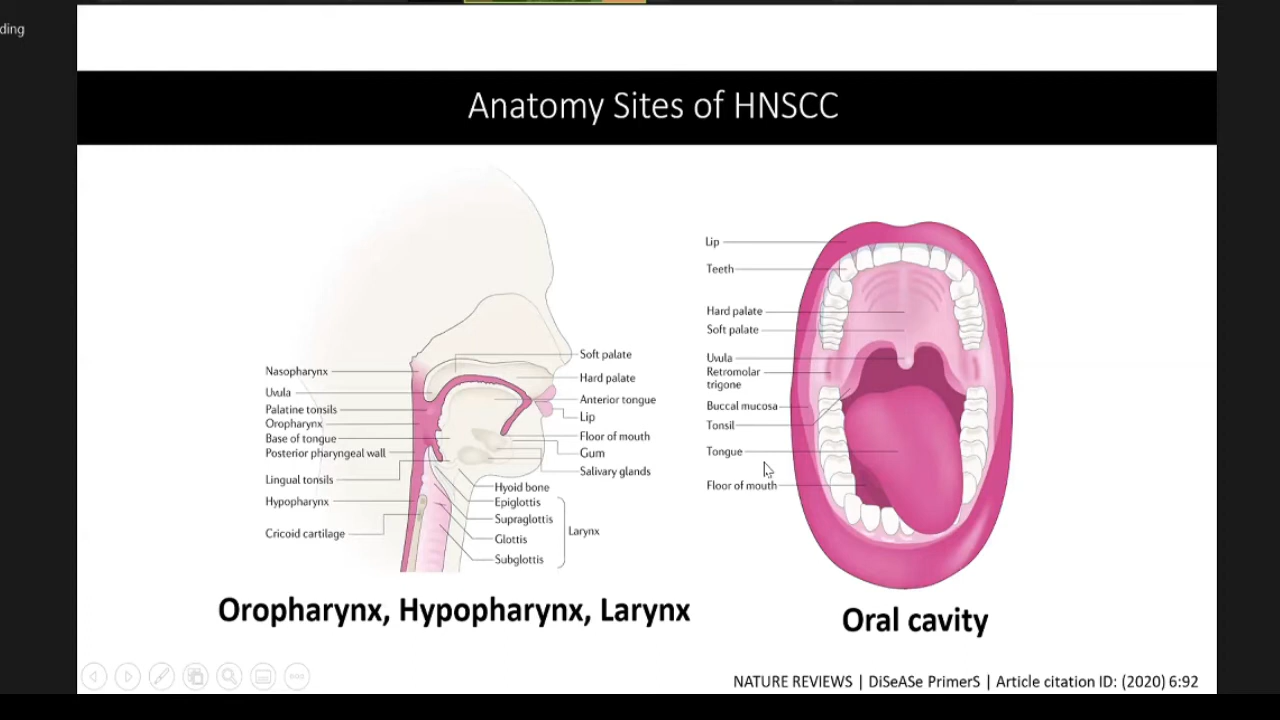 ding
Anatomy Sites of HNSCC
Nasopharynx
Uvula
Palatine tonsils
Oropharynx
Base of tongue
Posterior pharyngeal wall
Lingual tonsils
Hypopharynx
Cricoid cartilage
Soft palate
Hard palate
Anterior tongue
Lip
Floor of mouth
Gum
Salivary glands
Hyoid bone
Epiglottis
Supraglottis
Glottis
Subglottis
Larynx
Oropharynx, Hypopharynx, Larynx
Lip
Teeth
Hard palate
Soft palate
Uvula
Retromolar
trigone
Buccal mucosa
Tonsil
Tongue
Floor of mouth
Oral cavity
NATURE REVIEWS | DiSeASe PrimerS | Article citation ID: (2020) 6:92